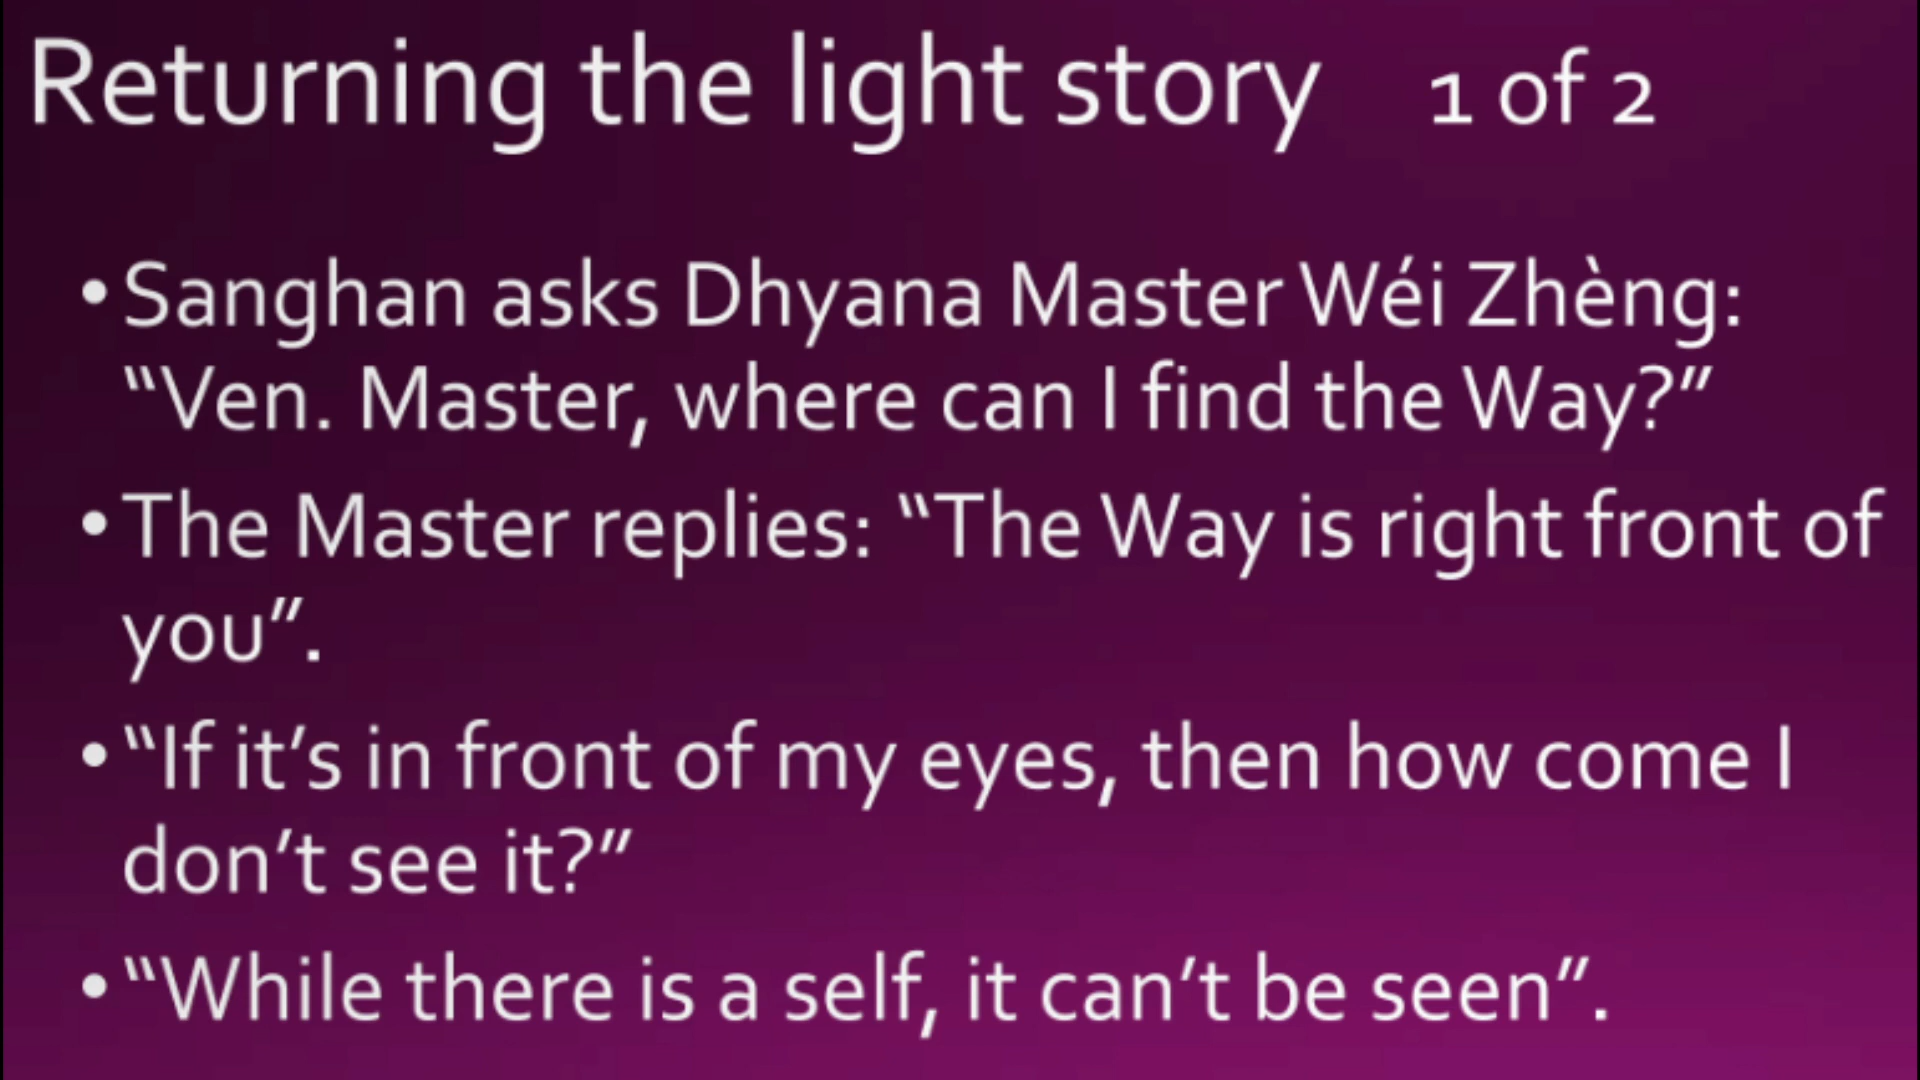 Returning the light story 1 of 2
• Sanghan asks Dhyana Master Wéi Zhèng:
“Ven. Master, where can I find the Way?”
• The Master replies: “The Way is right front of
you”.
• “If it’s in front of my eyes, then how come I
don’t see it?”
• “While there is a self, it can’t be seen”.